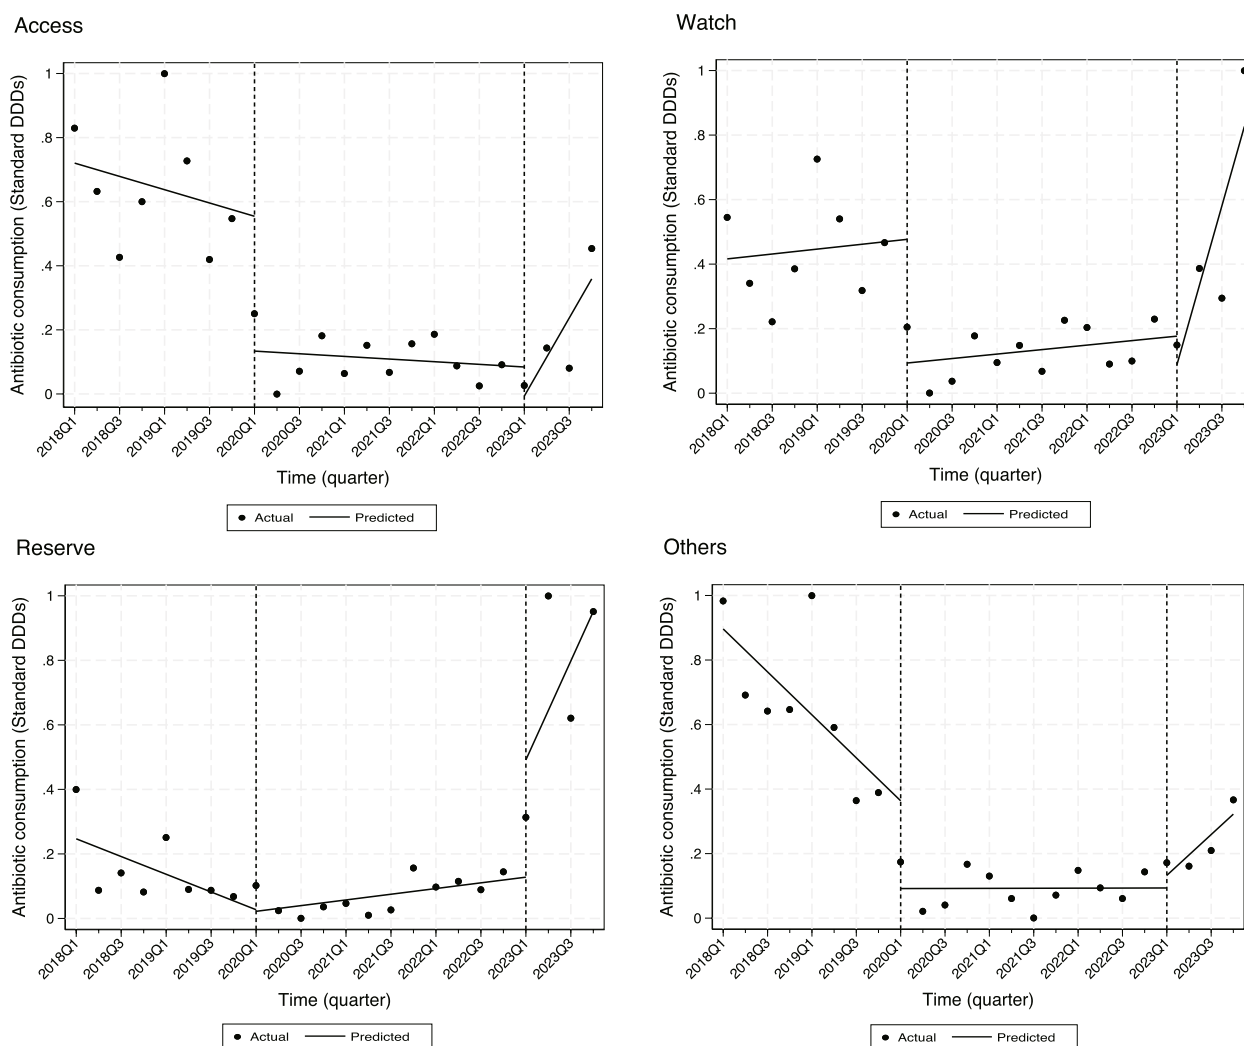 Access
Antibiotic consumption (Standard DDDs)
1
.8
.6
.4
.2
0
2018Q1 2018Q3 2019Q1 2019Q3 2020Q1 2020Q3 2021Q1 2021Q3 2022Q1 2022Q3 2023Q1 2023Q3
Time (quarter)
Actual Predicted
Watch
Antibiotic consumption (Standard DDDs)
1
.8
.6
.4
.2
0
2018Q1 2018Q3 2019Q1 2019Q3 2020Q1 2020Q3 2021Q1 2021Q3 2022Q1 2022Q3 2023Q1 2023Q3
Time (quarter)
Actual Predicted
Reserve
Antibiotic consumption (Standard DDDs)
1
.8
.6
.4
.2
0
2018Q1 2018Q3 2019Q1 2019Q3 2020Q1 2020Q3 2021Q1 2021Q3 2022Q1 2022Q3 2023Q1 2023Q3
Time (quarter)
Actual Predicted
Others
Antibiotic consumption (Standard DDDs)
1
.8
.6
.4
.2
0
2018Q1 2018Q3 2019Q1 2019Q3 2020Q1 2020Q3 2021Q1 2021Q3 2022Q1 2022Q3 2023Q1 2023Q3
Time (quarter)
Actual Predicted